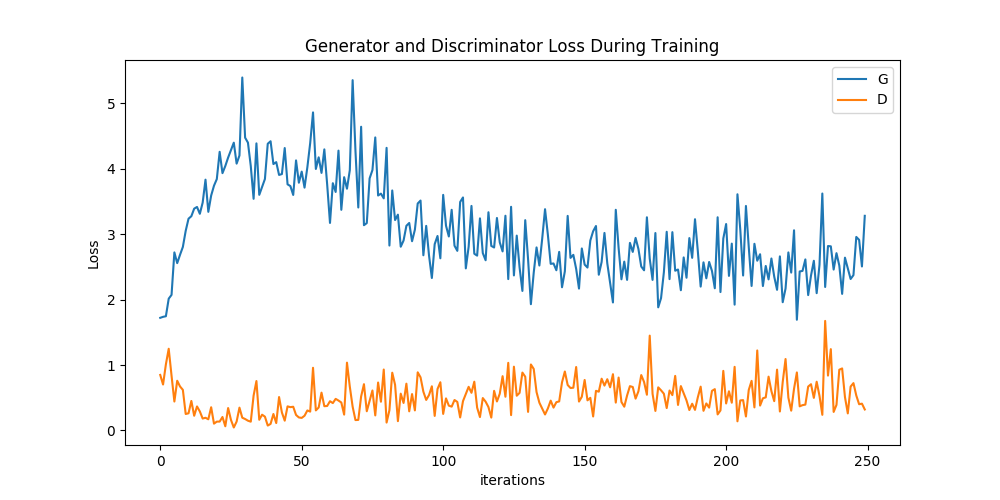 Generator and Discriminator Loss During Training
G
D
Loss
5
4
3
2
1
0
0 50 100 150 200 250
iterations